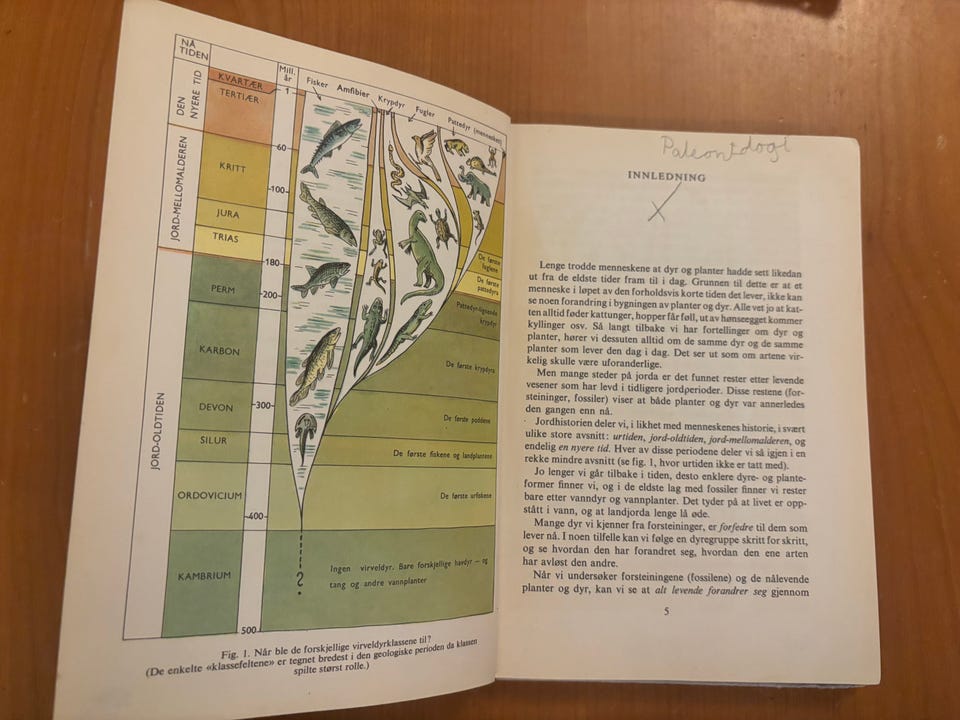 NÅ
TIDEN
Mill.
år
Fisker
Amfibier
Krypdyr
Fugler
Pattedyr (mennesket)
DEN
NYERE TID
KVARTÆR
TERTIÆR
1
60
JORD-MELLOMALDEREN
KRITT
100
JURA
TRIAS
180
De første
fuglene
De første
pattedyra
JORD-OLDTIDEN
PERM
200
Pattedyr-lignende
krypdyr
KARBON
De første krypdyra
DEVON
300
De første paddene
SILUR
De første fiskene og landplantene
ORDOVICIUM
De første urfiskene
400
KAMBRIUM
?
Ingen virveldyr. Bare forskjellige havdyr — og
tang og andre vannplanter
500
Fig. 1. Når ble de forskjellige virveldyrklassene til?
(De enkelte «klassefeltene» er tegnet bredest i den geologiske perioden da klassen
spilte størst rolle.)
INNLEDNING
X
Lenge trodde menneskene at dyr og planter hadde sett likedan
ut fra de eldste tider fram til i dag. Grunnen til dette er at et
menneske i løpet av den forholdsvis korte tiden det lever, ikke kan
se noen forandring i bygningen av planter og dyr. Alle vet jo at kat-
ten alltid føder kattunger, hopper får føll, ut av hønseegget kommer
kyllinger osv. Så langt tilbake vi har fortellinger om dyr og
planter, hører vi dessuten alltid om de samme dyr og de samme
planter som lever den dag i dag. Det ser ut som om artene vir-
kelig skulle være uforanderlige.
Men mange steder på jorda er det funnet rester etter levende
vesener som har levd i tidligere jordperioder. Disse restene (for-
steininger, fossiler) viser at både planter og dyr var annerledes
den gangen enn nå.
Jordhistorien deler vi, i likhet med menneskenes historie, i svært
ulike store avsnitt: urtiden, jord-oldtiden, jord-mellomalderen, og
endelig en nyere tid. Hver av disse periodene deler vi så igjen i en
rekke mindre avsnitt (se fig. 1, hvor urtiden ikke er tatt med).
Jo lenger vi går tilbake i tiden, desto enklere dyre- og plante-
former finner vi, og i de eldste lag med fossiler finner vi rester
bare etter vanndyr og vannplanter. Det tyder på at livet er opp-
stått i vann, og at landjorda lenge lå øde.
Mange dyr vi kjenner fra forsteininger, er forfedre til dem som
lever nå. I noen tilfelle kan vi følge en dyregruppe skritt for skritt,
og se hvordan den har forandret seg, hvordan den ene arten
har avløst den andre.
Når vi undersøker forsteiningene (fossilene) og de nålevende
planter og dyr, kan vi se at alt levende forandrer seg gjennom
5